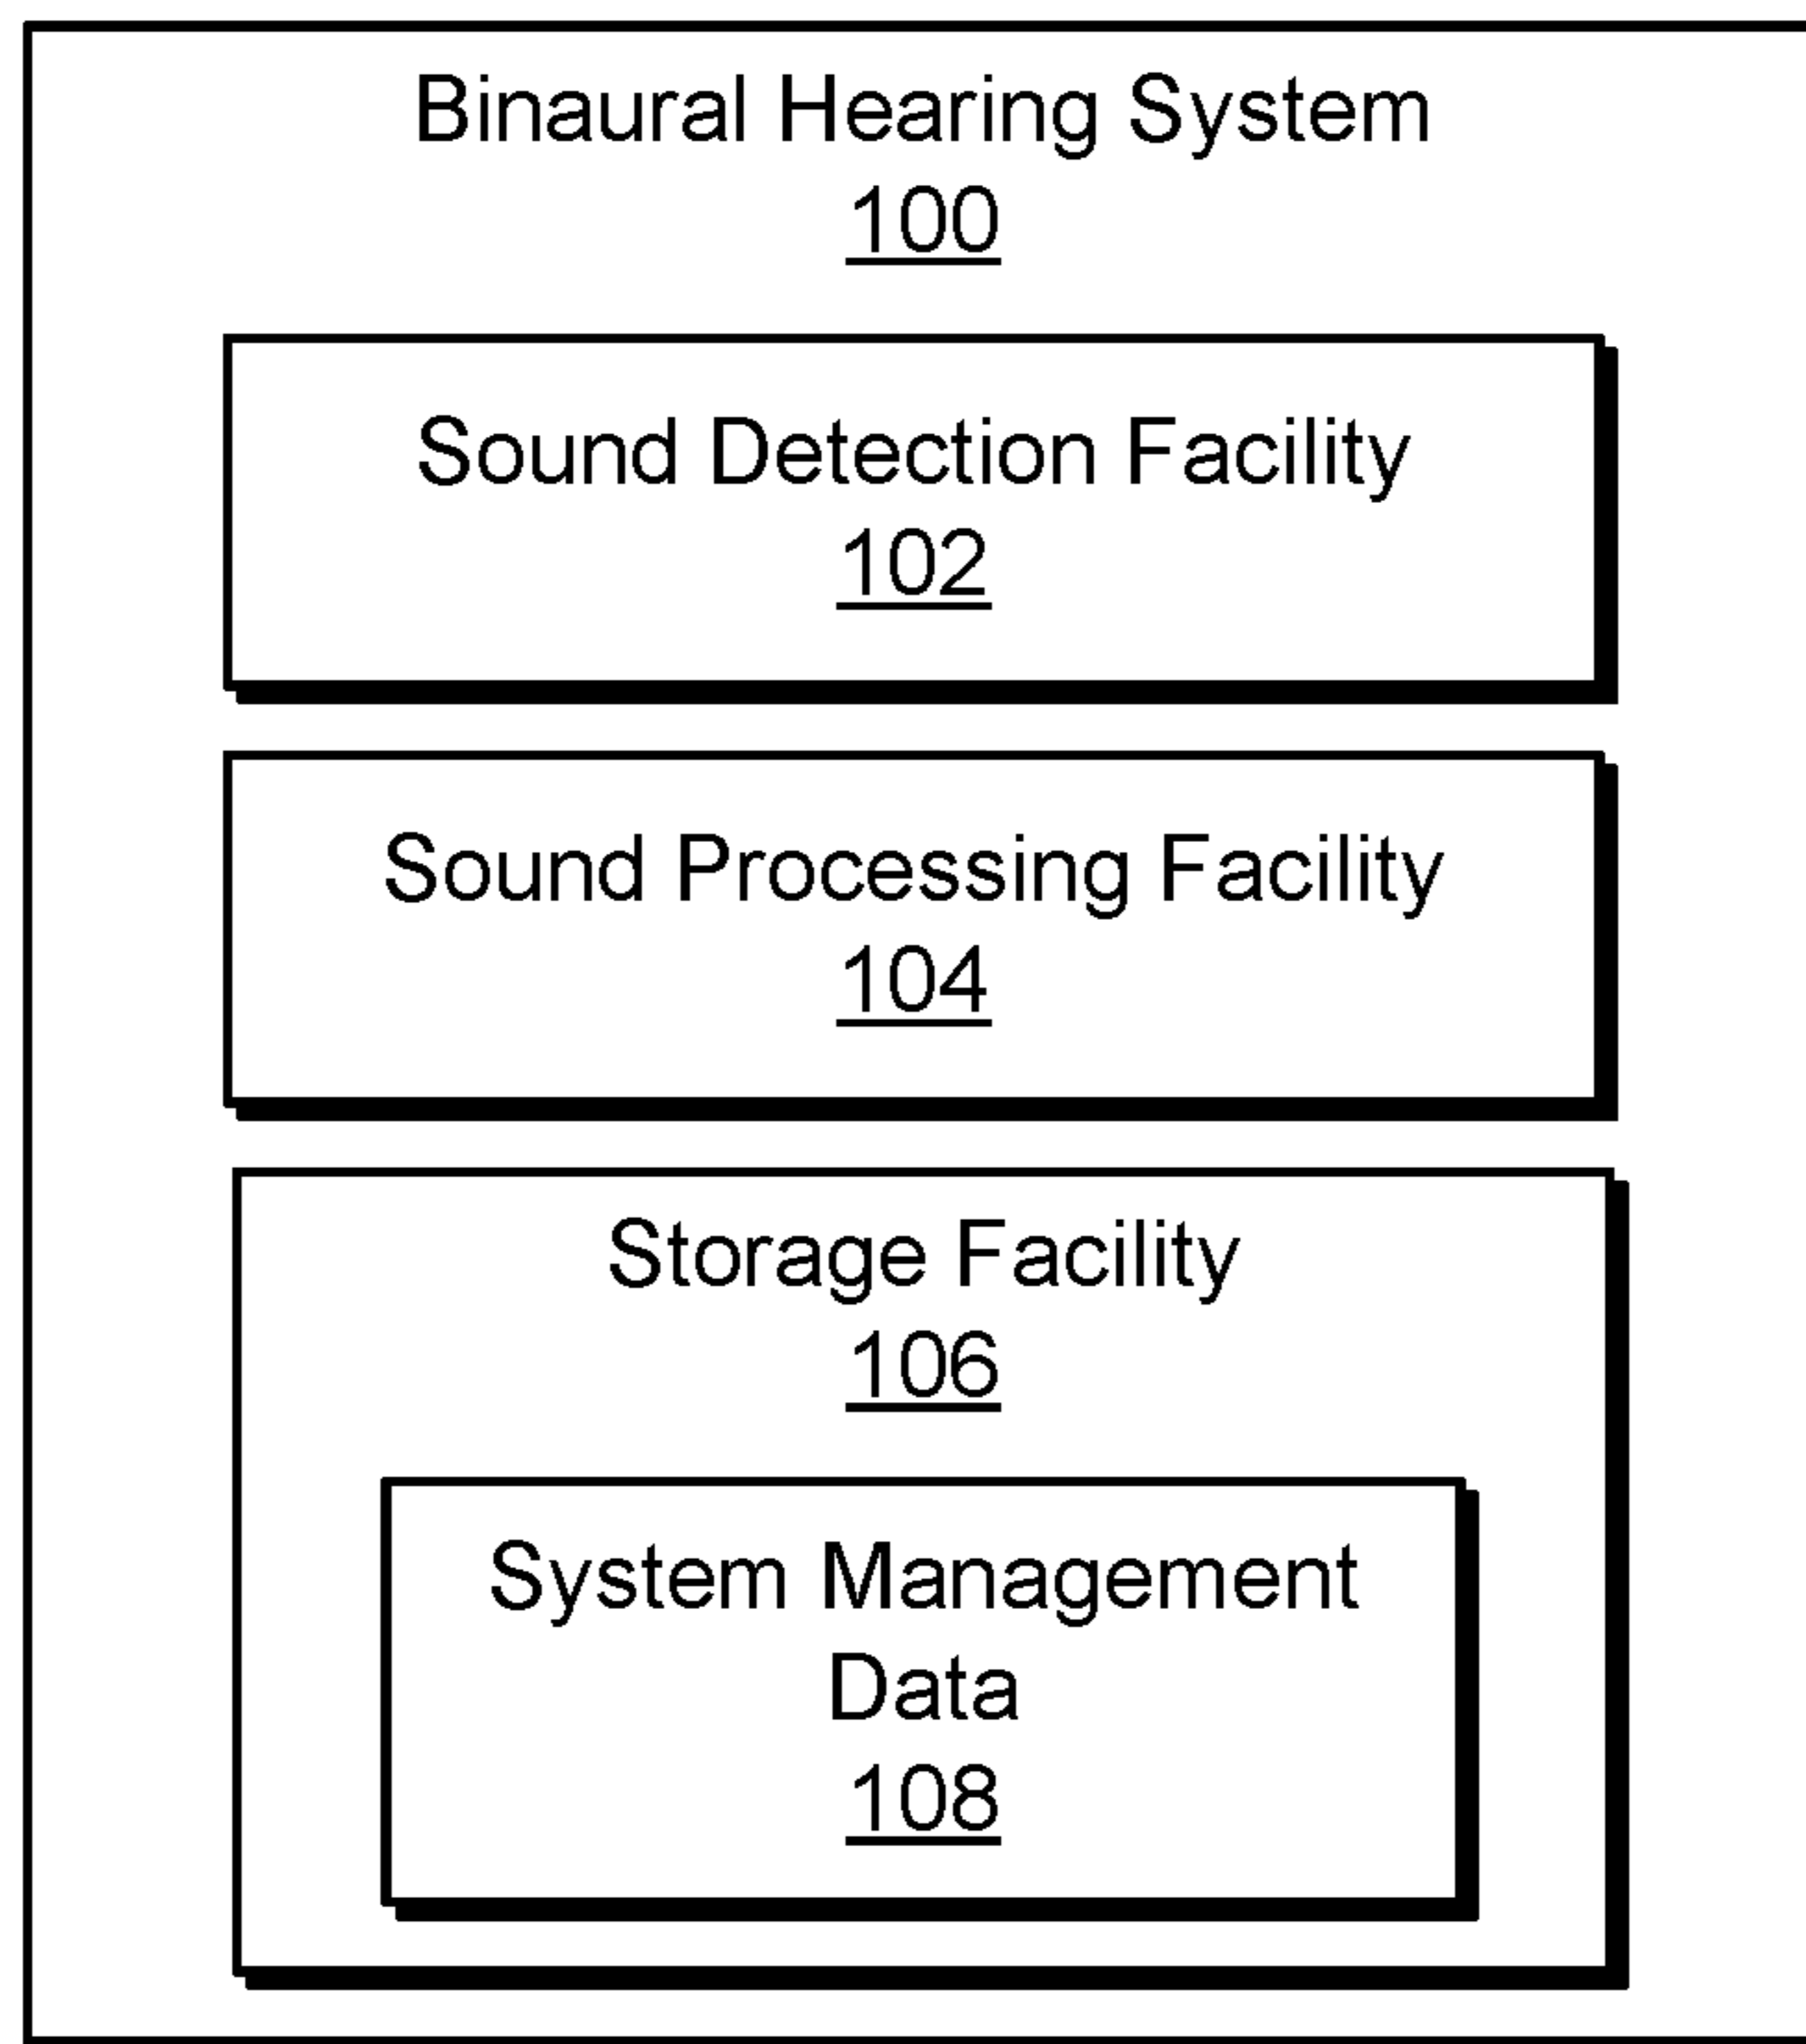 Binaural Hearing System
100
Sound Detection Facility
102
Sound Processing Facility
104
Storage Facility
106
System Management
Data
108